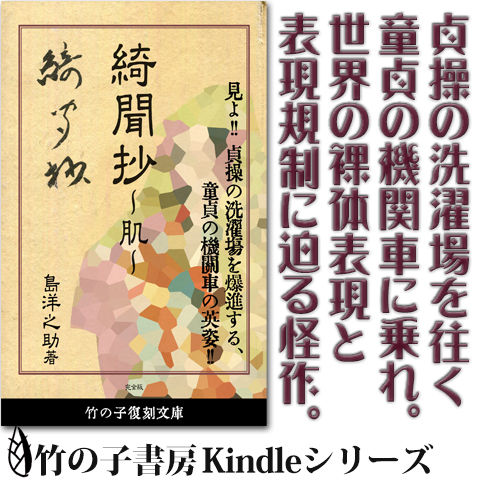 貞操の洗濯場を往く
童貞の機関車に乗れ。
世界の裸体表現と
表現規制に迫る怪作。
見よ!! 貞操の洗濯場を爆進する、
童貞の機關車の英姿!!
綺聞抄
~肌~
綺聞抄
島洋之助著
完全版
竹の子復刻文庫
竹の子書房Kindleシリーズ